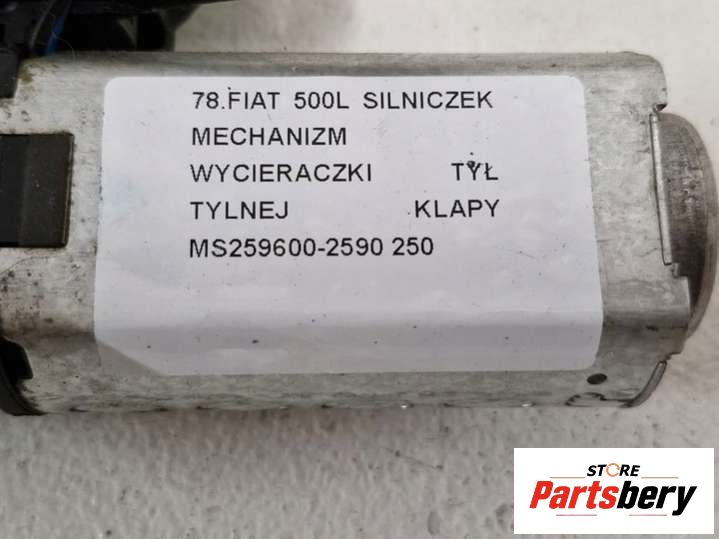 78.FIAT 500L SILNICZEK
MECHANIZM
WYCIERACZKI TYŁ
TYLNEJ KLAPY
MS259600-2590 250
STORE
Partsbery